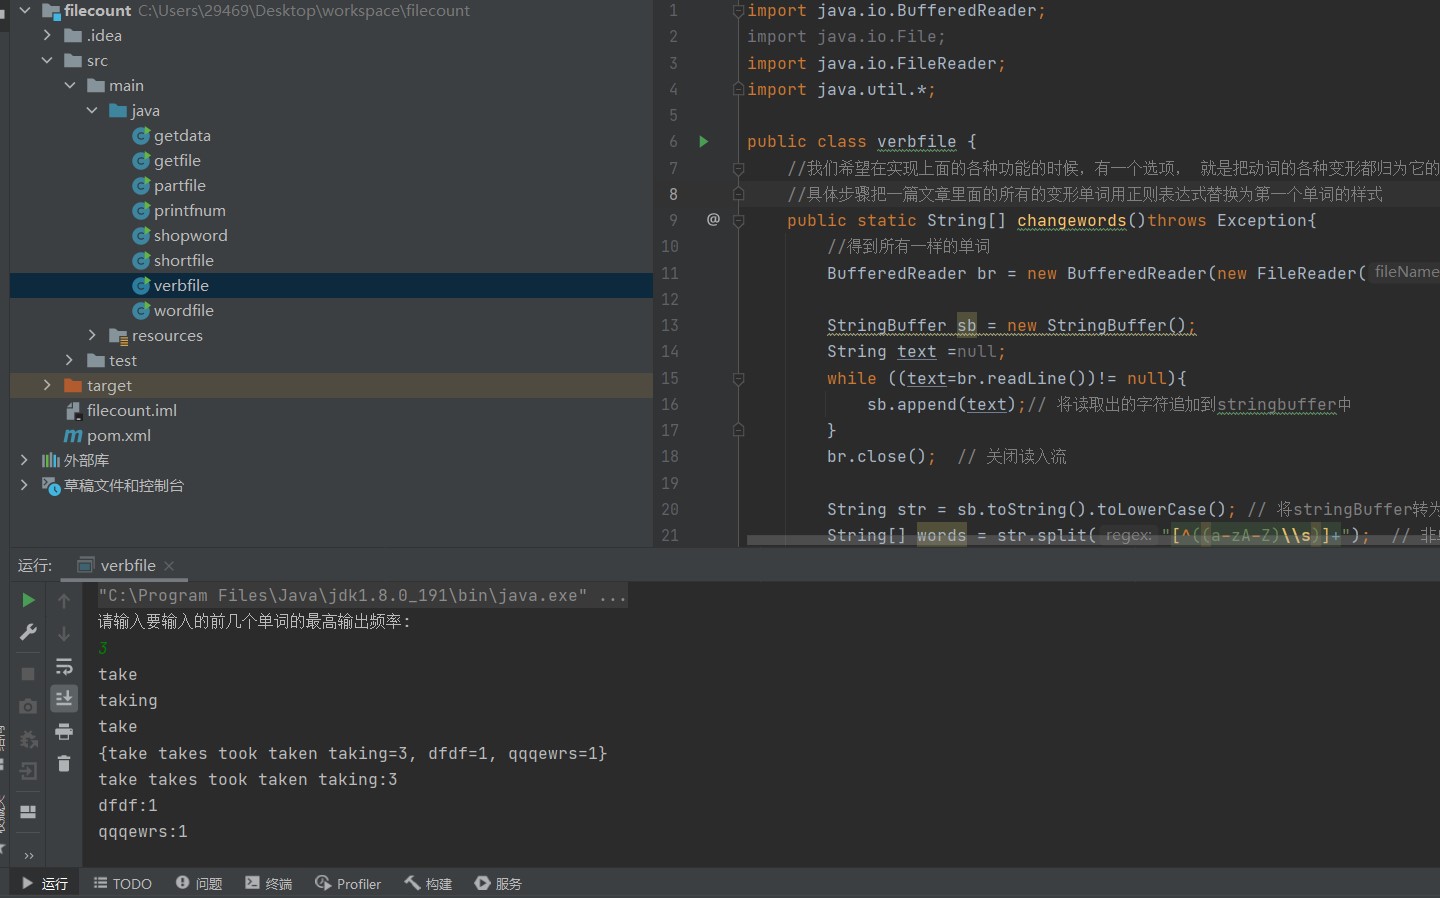 filecount C:\Users\29469\Desktop\workspace\filecount
.idea
src
main
java
getdata
getfile
partfile
printfnum
shopword
shortfile
verbfile
wordfile
resources
test
target
filecount.iml
pom.xml
外部库
草稿文件和控制台
1 import java.io.BufferedReader;
2 import java.io.File;
3 import java.io.FileReader;
4 import java.util.*;
5
6 public class verbfile {
7 //我们希望在实现上面的各种功能的时候，有一个选项， 就是把动词的各种变形都归为它的
8 //具体步骤把一篇文章里面的所有的变形单词用正则表达式替换为第一个单词的样式
9 @ public static String[] changewords()throws Exception{
10 //得到所有一样的单词
11 BufferedReader br = new BufferedReader(new FileReader( fileName
12
13 StringBuffer sb = new StringBuffer();
14 String text =null;
15 while ((text=br.readLine())!= null){
16 sb.append(text);// 将读取出的字符追加到stringbuffer中
17 }
18 br.close(); // 关闭读入流
19
20 String str = sb.toString().toLowerCase(); // 将stringBuffer转为
21 String[] words = str.split( regex: "[^((a-zA-Z)\\s)]+"); // 非
运行: verbfile
"C:\Program Files\Java\jdk1.8.0_191\bin\java.exe" ...
请输入要输入的前几个单词的最高输出频率:
3
take
taking
take
{take takes took taken taking=3, dfdf=1, qqqewrs=1}
take takes took taken taking:3
dfdf:1
qqqewrs:1
运行 TODO 问题 终端 Profiler 构建 服务